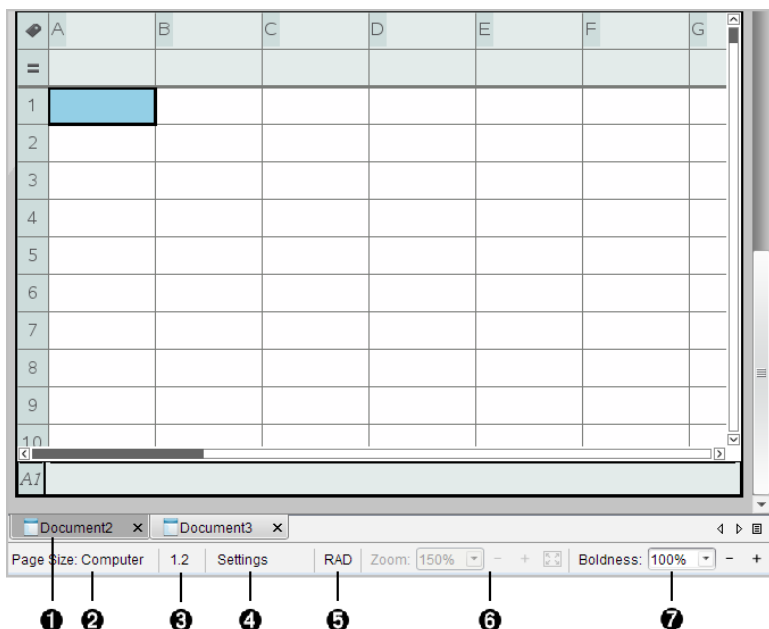 A B C D E F G
=
1
2
3
4
5
6
7
8
9
10
A1
Document2 × Document3 ×
Page Size: Computer 1.2 Settings RAD Zoom: 150% − + Boldness: 100% − +
1 2 3 4 5 6 7